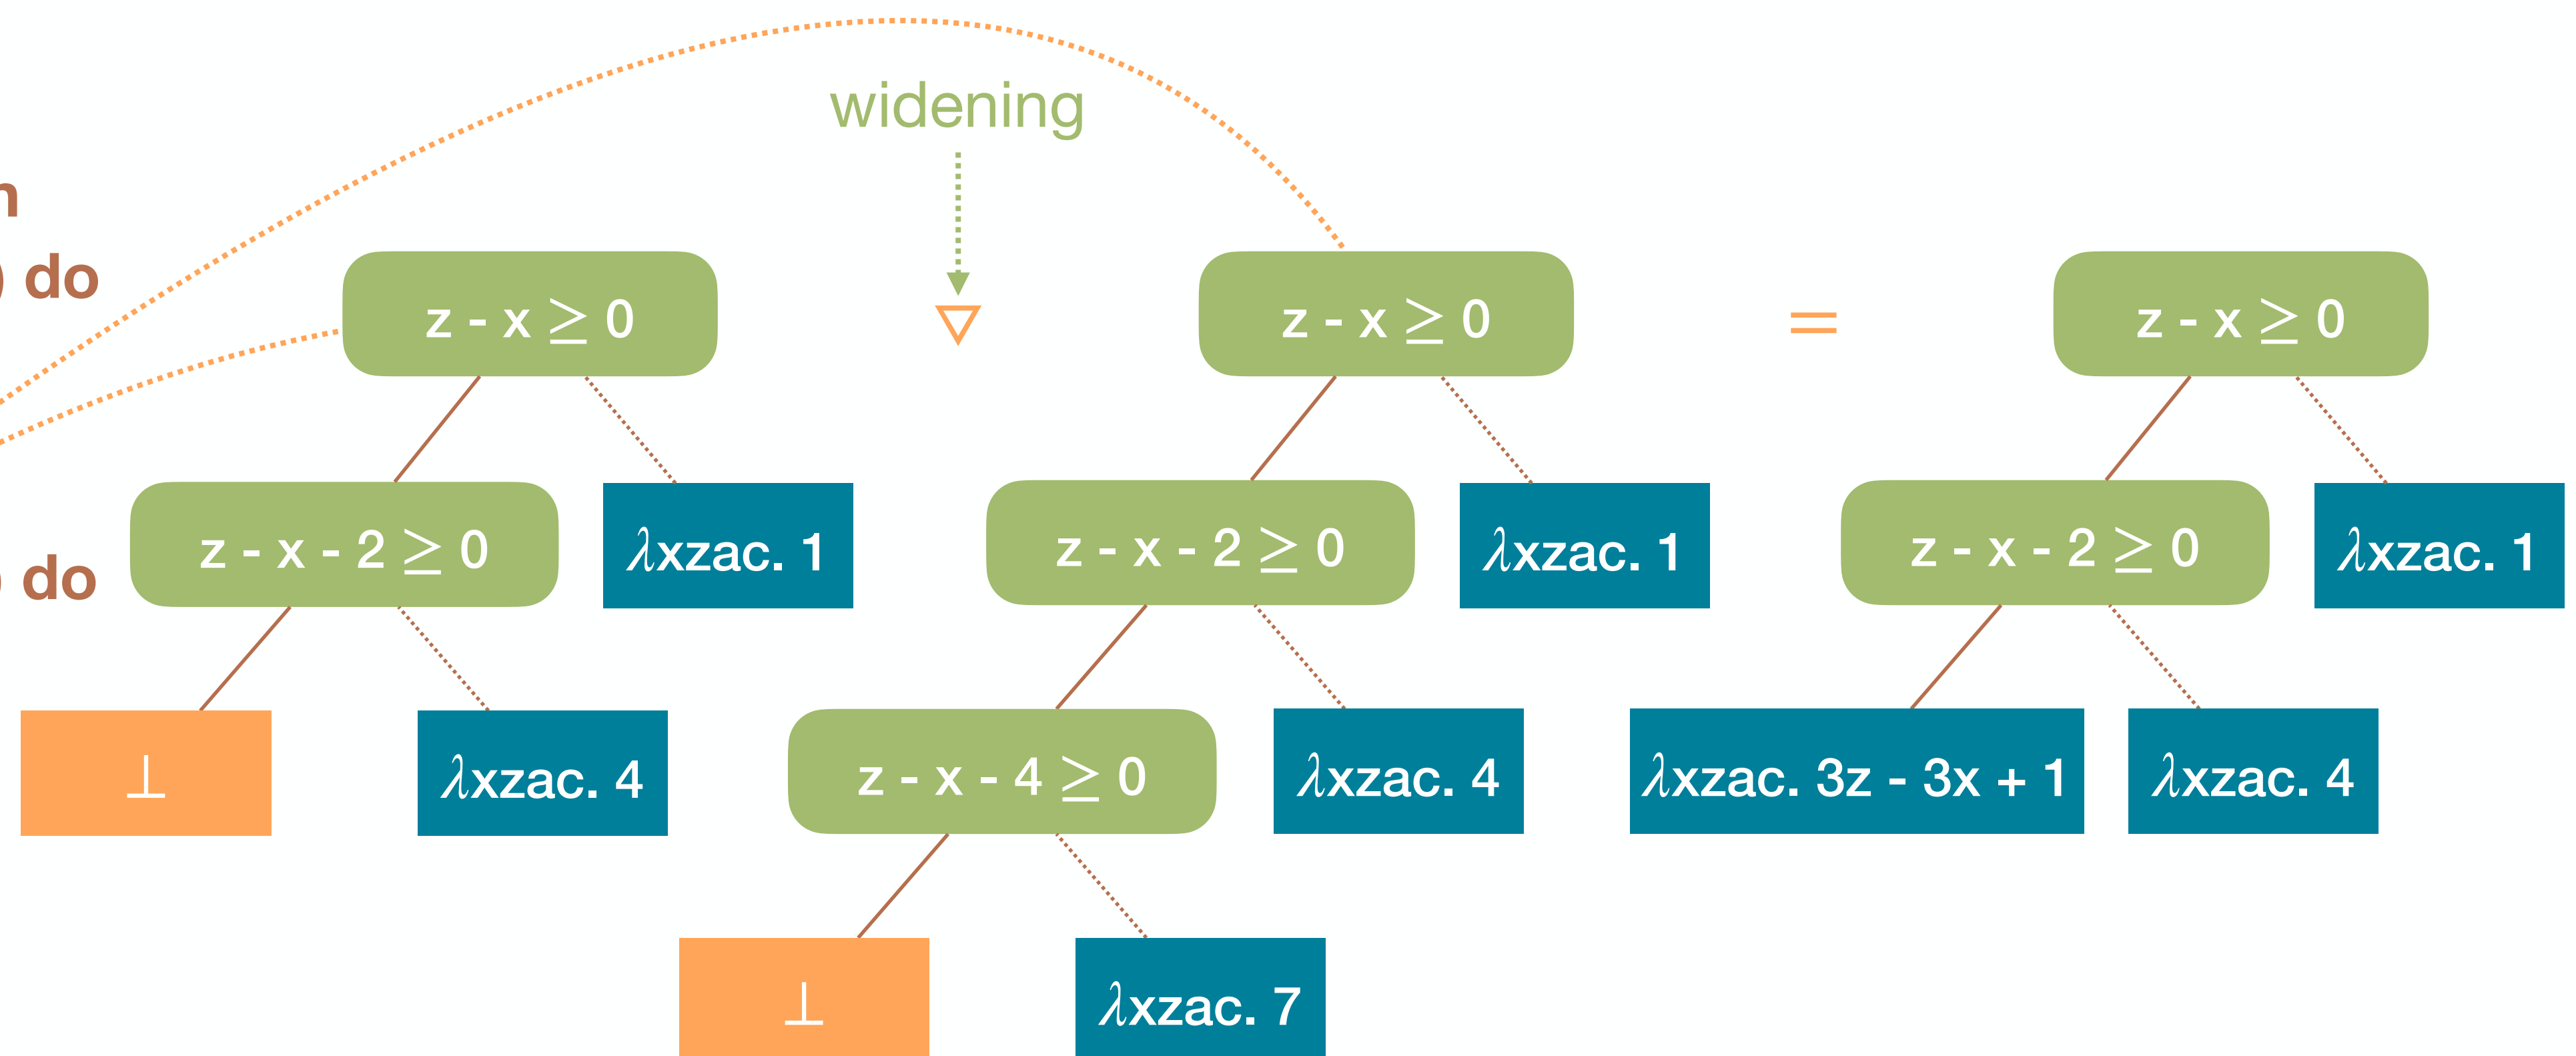 widening
n
) do
z - x ≥ 0
▽
z - x ≥ 0
=
z - x ≥ 0
z - x - 2 ≥ 0
λxzac. 1
z - x - 2 ≥ 0
λxzac. 1
z - x - 2 ≥ 0
λxzac. 1
) do
⊥
λxzac. 4
z - x - 4 ≥ 0
λxzac. 4
λxzac. 3z - 3x + 1
λxzac. 4
⊥
λxzac. 7